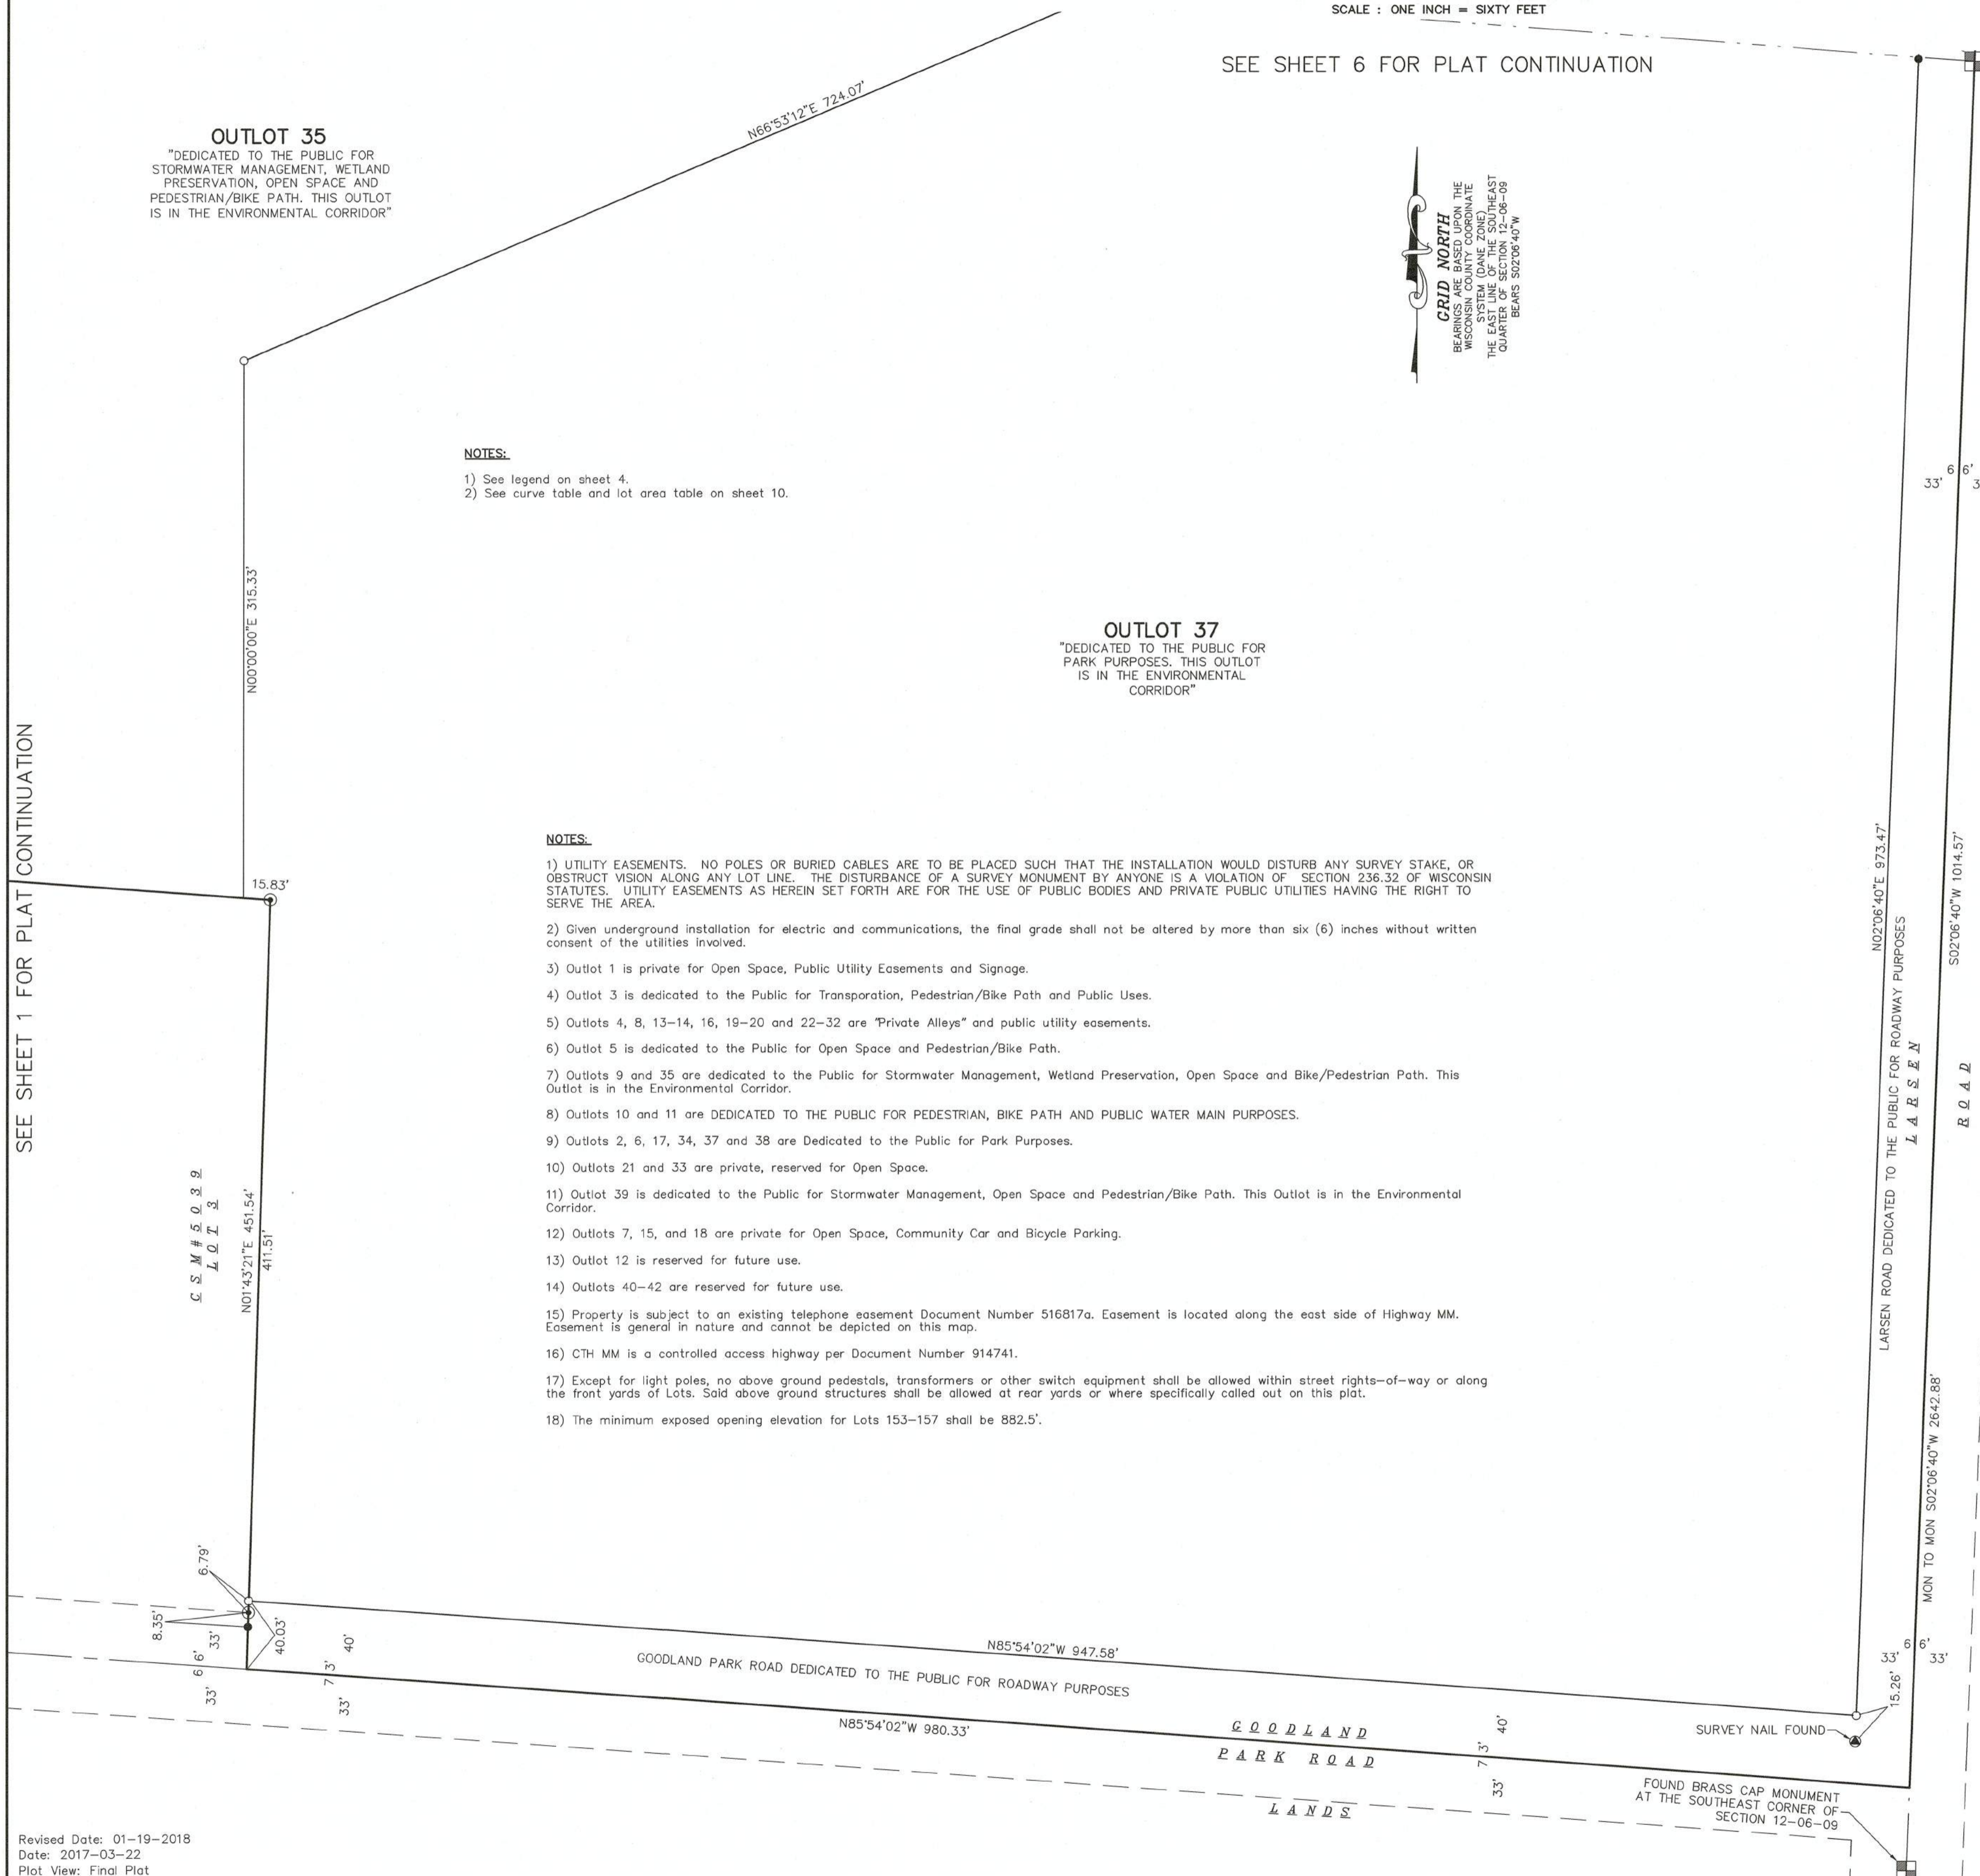 SCALE : ONE INCH = SIXTY FEET
SEE SHEET 6 FOR PLAT CONTINUATION
N66°53'12"E 724.07'
OUTLOT 35
"DEDICATED TO THE PUBLIC FOR
STORMWATER MANAGEMENT, WETLAND
PRESERVATION, OPEN SPACE AND
PEDESTRIAN/BIKE PATH. THIS OUTLOT
IS IN THE ENVIRONMENTAL CORRIDOR"
GRID NORTH
BEARINGS ARE BASED UPON THE
WISCONSIN COUNTY COORDINATE
SYSTEM (DANE ZONE)
THE EAST LINE OF THE SOUTHEAST
QUARTER OF SECTION 12-06-09
BEARS S02°06'40"W
NOTES:
1) See legend on sheet 4.
2) See curve table and lot area table on sheet 10.
66'
33'
3
N00°00'00"E 315.33'
OUTLOT 37
"DEDICATED TO THE PUBLIC FOR
PARK PURPOSES. THIS OUTLOT
IS IN THE ENVIRONMENTAL
CORRIDOR"
SEE SHEET 1 FOR PLAT CONTINUATION
15.83'
NOTES:
1) UTILITY EASEMENTS. NO POLES OR BURIED CABLES ARE TO BE PLACED SUCH THAT THE INSTALLATION WOULD DISTURB ANY SURVEY STAKE, OR
OBSTRUCT VISION ALONG ANY LOT LINE. THE DISTURBANCE OF A SURVEY MONUMENT BY ANYONE IS A VIOLATION OF SECTION 236.32 OF WISCONSIN
STATUTES. UTILITY EASEMENTS AS HEREIN SET FORTH ARE FOR THE USE OF PUBLIC BODIES AND PRIVATE PUBLIC UTILITIES HAVING THE RIGHT TO
SERVE THE AREA.
2) Given underground installation for electric and communications, the final grade shall not be altered by more than six (6) inches without written
consent of the utilities involved.
3) Outlot 1 is private for Open Space, Public Utility Easements and Signage.
4) Outlot 3 is dedicated to the Public for Transporation, Pedestrian/Bike Path and Public Uses.
5) Outlots 4, 8, 13-14, 16, 19-20 and 22-32 are "Private Alleys" and public utility easements.
6) Outlot 5 is dedicated to the Public for Open Space and Pedestrian/Bike Path.
7) Outlots 9 and 35 are dedicated to the Public for Stormwater Management, Wetland Preservation, Open Space and Bike/Pedestrian Path. This
Outlot is in the Environmental Corridor.
8) Outlots 10 and 11 are DEDICATED TO THE PUBLIC FOR PEDESTRIAN, BIKE PATH AND PUBLIC WATER MAIN PURPOSES.
9) Outlots 2, 6, 17, 34, 37 and 38 are Dedicated to the Public for Park Purposes.
10) Outlots 21 and 33 are private, reserved for Open Space.
11) Outlot 39 is dedicated to the Public for Stormwater Management, Open Space and Pedestrian/Bike Path. This Outlot is in the Environmental
Corridor.
12) Outlots 7, 15, and 18 are private for Open Space, Community Car and Bicycle Parking.
13) Outlot 12 is reserved for future use.
14) Outlots 40-42 are reserved for future use.
15) Property is subject to an existing telephone easement Document Number 516817a. Easement is located along the east side of Highway MM.
Easement is general in nature and cannot be depicted on this map.
16) CTH MM is a controlled access highway per Document Number 914741.
17) Except for light poles, no above ground pedestals, transformers or other switch equipment shall be allowed within street rights-of-way or along
the front yards of Lots. Said above ground structures shall be allowed at rear yards or where specifically called out on this plat.
18) The minimum exposed opening elevation for Lots 153-157 shall be 882.5'.
N02°06'40"E 973.47'
S02°06'40"W 1014.57'
LARSEN ROAD DEDICATED TO THE PUBLIC FOR ROADWAY PURPOSES
LARSEN
ROAD
MON TO MON S02°06'40"W 2642.88'
CSM#5039
LOT 3
N01°43'21"E 451.54'
411.51'
6.79'
8.35'
33'
66'
33'
40.03'
40'
73'
33'
N85°54'02"W 947.58'
GOODLAND PARK ROAD DEDICATED TO THE PUBLIC FOR ROADWAY PURPOSES
N85°54'02"W 980.33'
GOODLAND
PARK ROAD
LANDS
40'
73'
33'
66'
33'
33'
15.26'
SURVEY NAIL FOUND
FOUND BRASS CAP MONUMENT
AT THE SOUTHEAST CORNER OF
SECTION 12-06-09
Revised Date: 01-19-2018
Date: 2017-03-22
Plot View: Final Plat